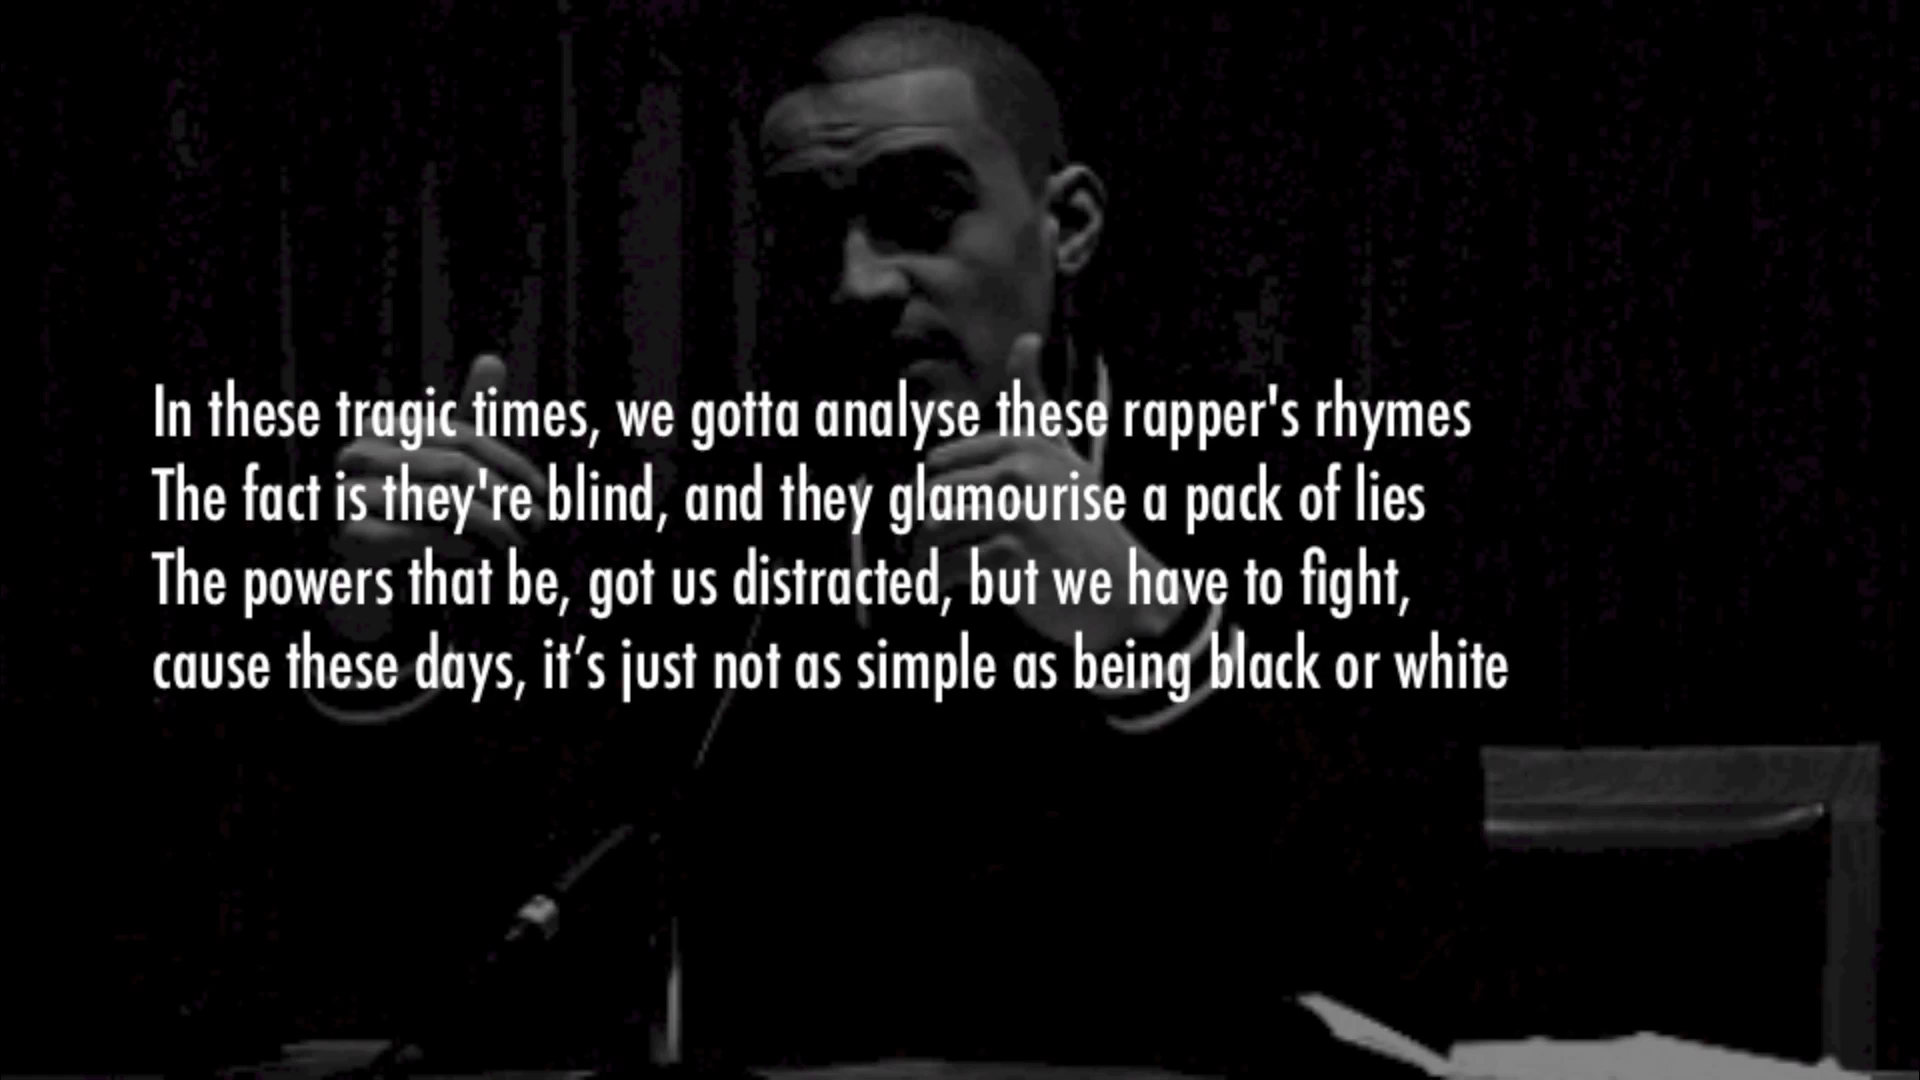 In these tragic times, we gotta analyse these rapper's rhymes
The fact is they're blind, and they glamourise a pack of lies
The powers that be, got us distracted, but we have to fight,
cause these days, it’s just not as simple as being black or white